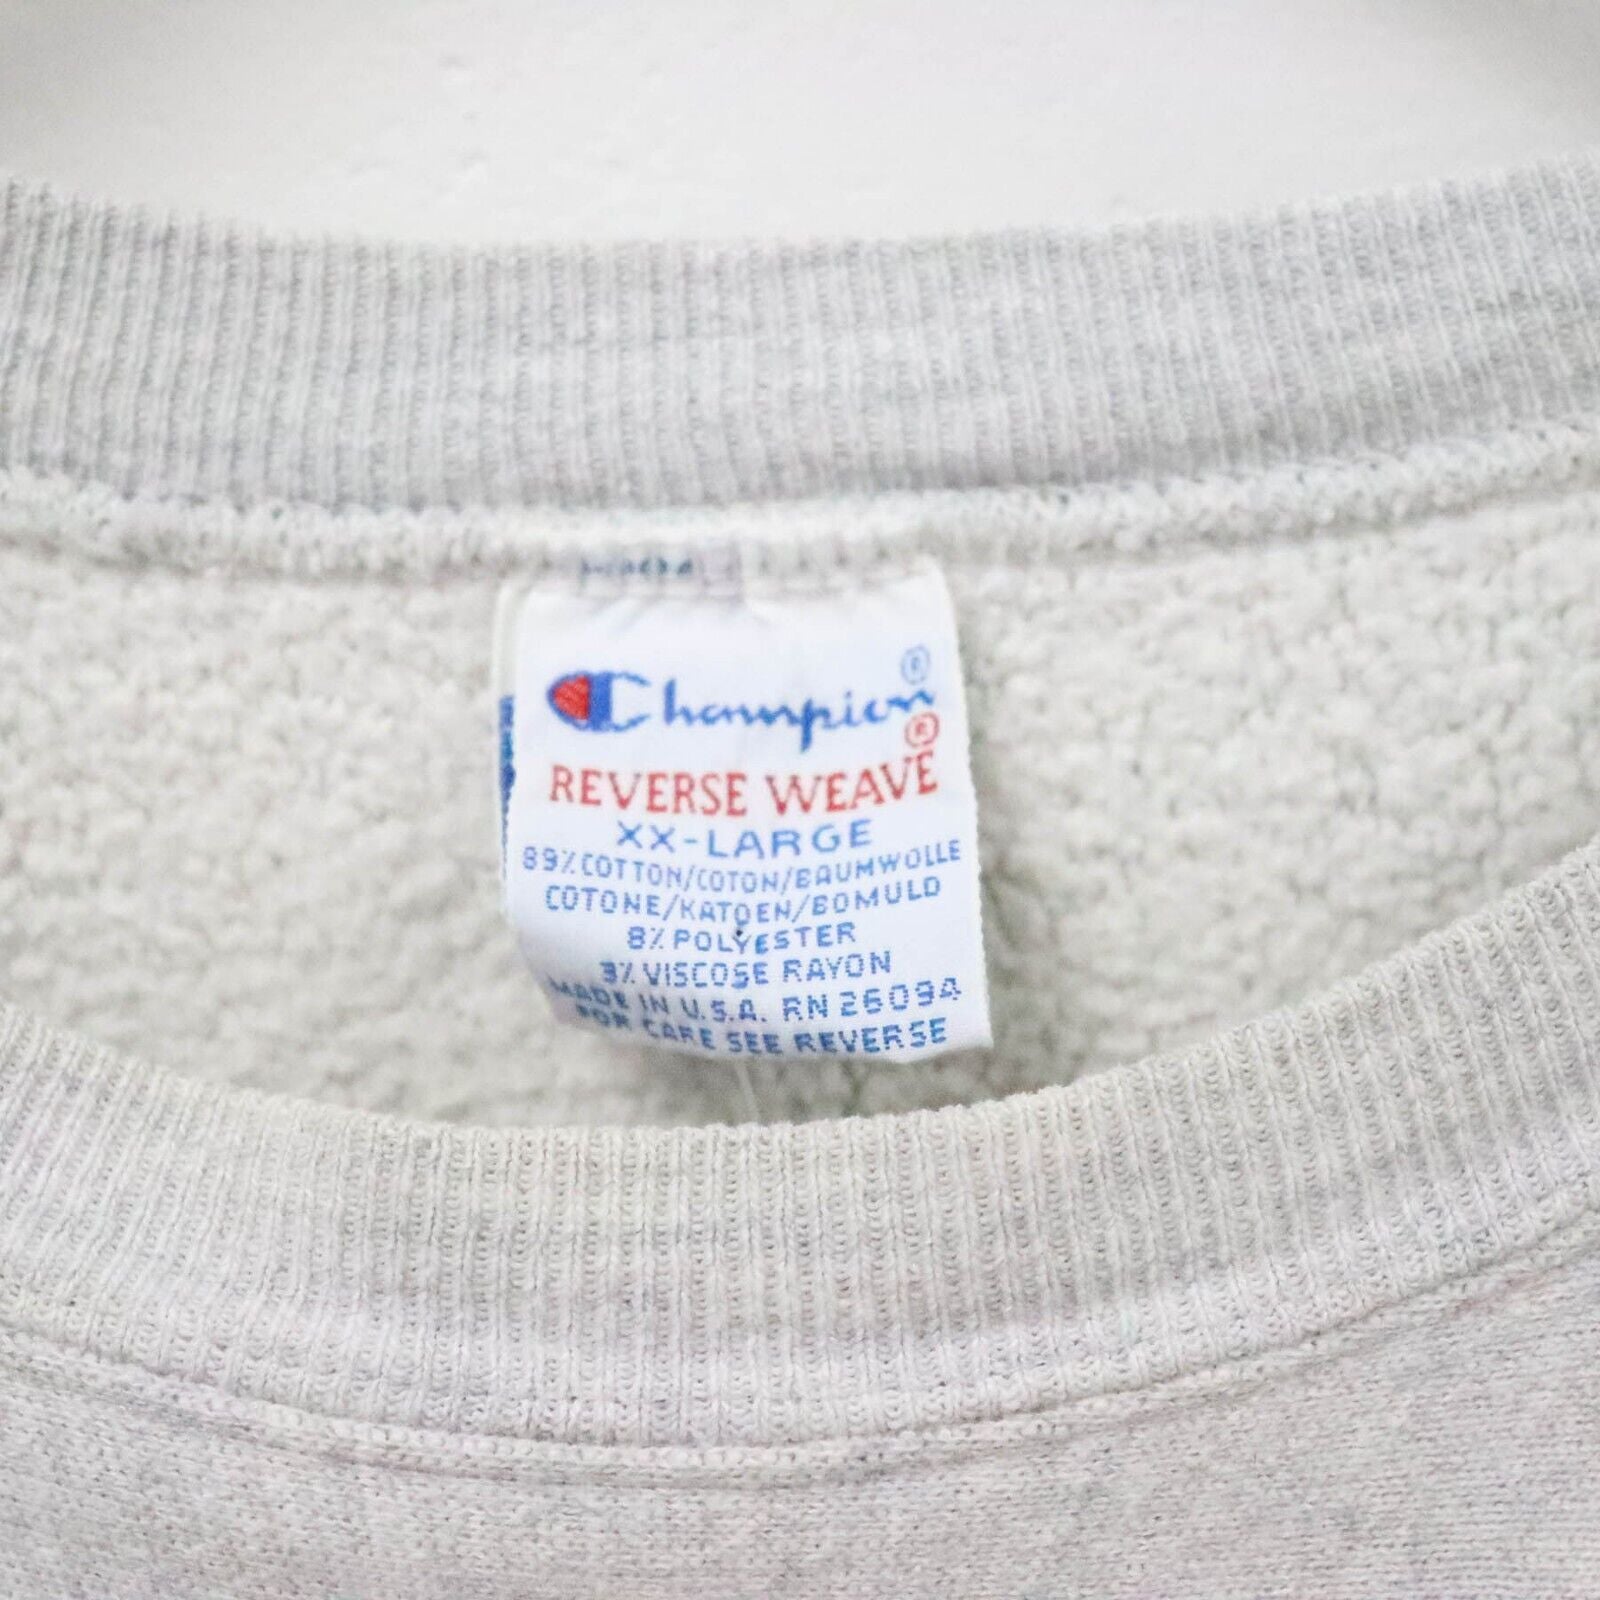 Champion®
®
REVERSE WEAVE
XX-LARGE
89% COTTON/COTON/BAUMWOLLE
COTONE/KATOEN/BOMULD
8% POLYESTER
3% VISCOSE RAYON
MADE IN U.S.A. RN 26094
FOR CARE SEE REVERSE